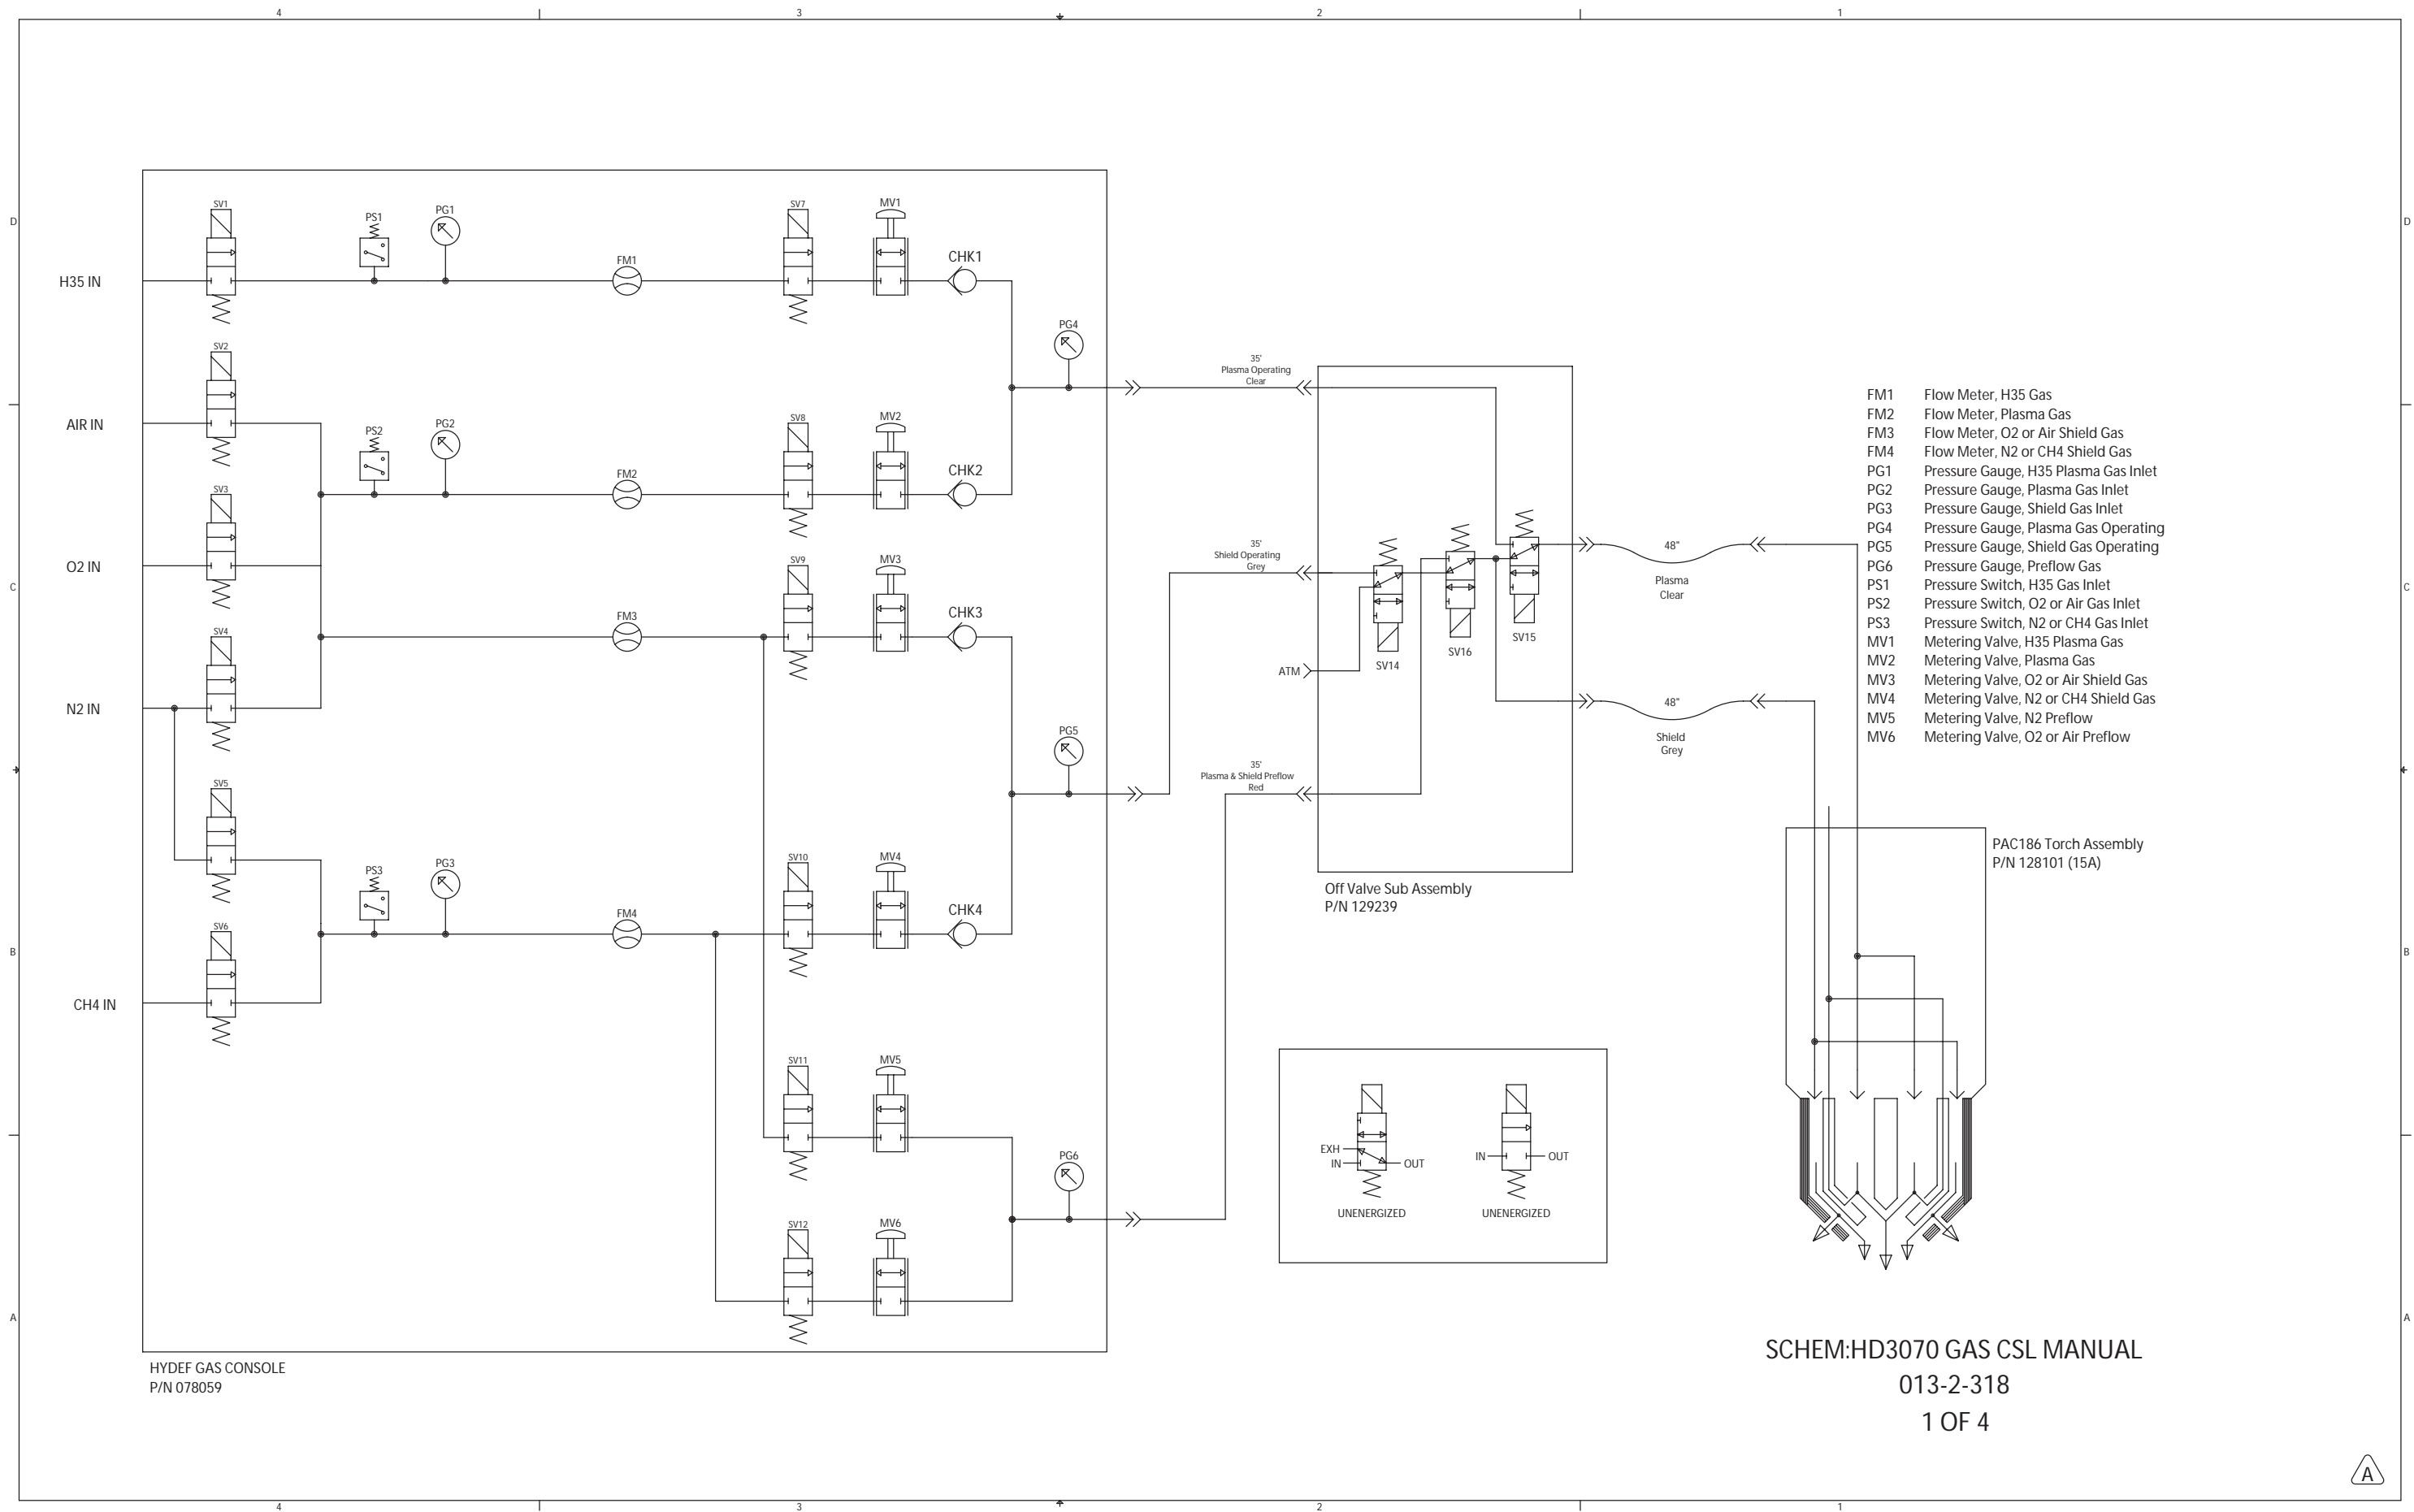 4
3
2
1
D
D
SV1
PS1
PG1
FM1
SV7
MV1
CHK1
H35 IN
PG4
SV2
35'
Plasma Operating
Clear
AIR IN
PS2
PG2
FM2
SV8
MV2
CHK2
SV3
O2 IN
C
C
SV9
MV3
35'
Shield Operating
Grey
FM3
CHK3
SV4
N2 IN
SV14
SV16
SV15
ATM
48"
Plasma
Clear
48"
Shield
Grey
PG5
35'
Plasma & Shield Preflow
Red
FM1 Flow Meter, H35 Gas
FM2 Flow Meter, Plasma Gas
FM3 Flow Meter, O2 or Air Shield Gas
FM4 Flow Meter, N2 or CH4 Shield Gas
PG1 Pressure Gauge, H35 Plasma Gas Inlet
PG2 Pressure Gauge, Plasma Gas Inlet
PG3 Pressure Gauge, Shield Gas Inlet
PG4 Pressure Gauge, Plasma Gas Operating
PG5 Pressure Gauge, Shield Gas Operating
PG6 Pressure Gauge, Preflow Gas
PS1 Pressure Switch, H35 Gas Inlet
PS2 Pressure Switch, O2 or Air Gas Inlet
PS3 Pressure Switch, N2 or CH4 Gas Inlet
MV1 Metering Valve, H35 Plasma Gas
MV2 Metering Valve, Plasma Gas
MV3 Metering Valve, O2 or Air Shield Gas
MV4 Metering Valve, N2 or CH4 Shield Gas
MV5 Metering Valve, N2 Preflow
MV6 Metering Valve, O2 or Air Preflow
SV5
PS3
PG3
FM4
SV10
MV4
CHK4
Off Valve Sub Assembly
P/N 129239
PAC186 Torch Assembly
P/N 128101 (15A)
SV6
CH4 IN
B
B
SV11
MV5
PG6
SV12
MV6
EXH
IN
OUT
UNENERGIZED
IN
OUT
UNENERGIZED
A
A
HYDEF GAS CONSOLE
P/N 078059
SCHEM:HD3070 GAS CSL MANUAL
013-2-318
1 OF 4
A
4
3
2
1